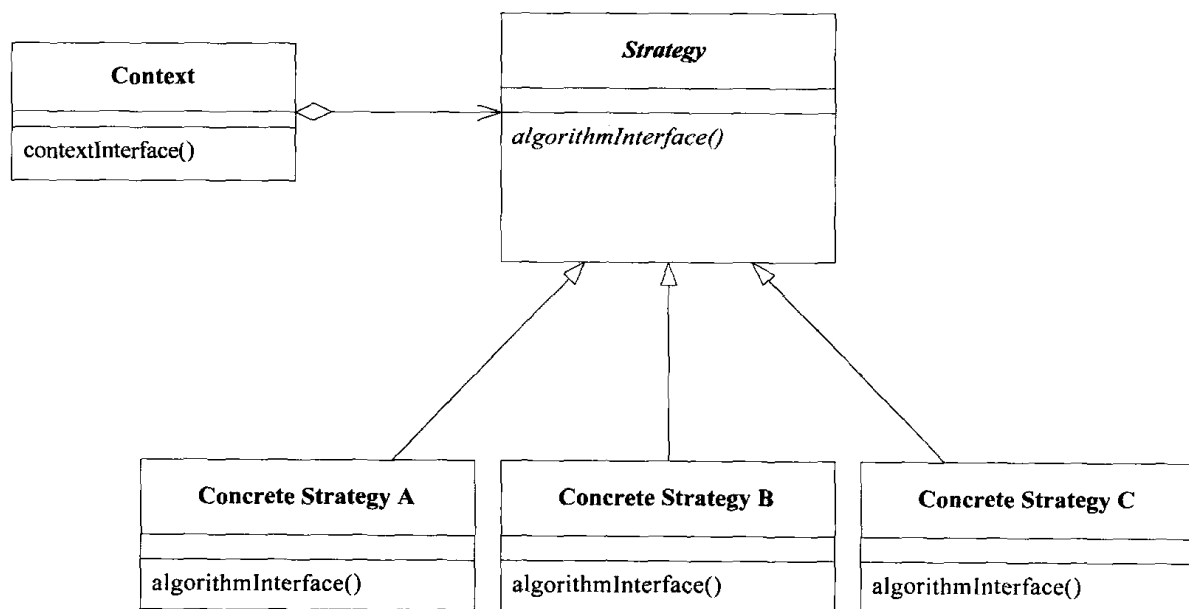 Context
contextInterface()
Strategy
algorithmInterface()
Concrete Strategy A
algorithmInterface()
Concrete Strategy B
algorithmInterface()
Concrete Strategy C
algorithmInterface()